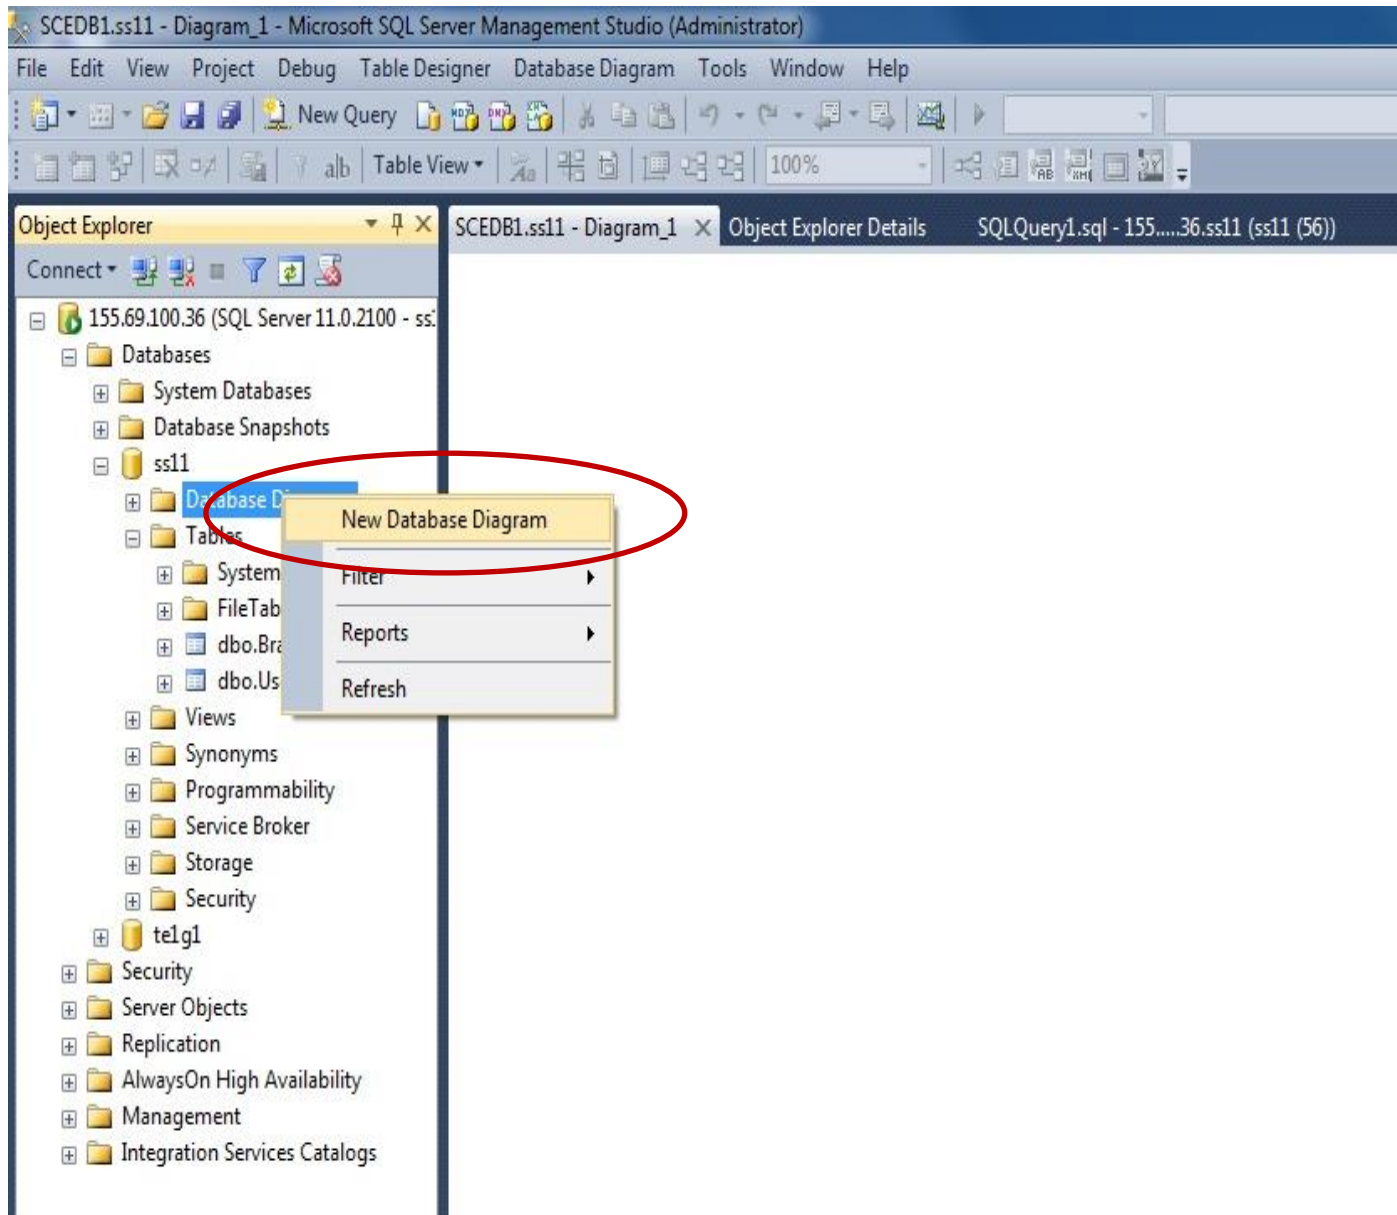 SCEDB1.ss11 - Diagram_1 - Microsoft SQL Server Management Studio (Administrator)
File Edit View Project Debug Table Designer Database Diagram Tools Window Help
New Query
Table View 100%
Object Explorer
SCEDB1.ss11 - Diagram_1 Object Explorer Details SQLQuery1.sql - 155.....36.ss11 (ss11 (56))
Connect
155.69.100.36 (SQL Server 11.0.2100 - ss
Databases
System Databases
Database Snapshots
ss11
Database D
New Database Diagram
Tables
System
Filter
FileTab
Reports
dbo.Bra
dbo.Us
Refresh
Views
Synonyms
Programmability
Service Broker
Storage
Security
te1g1
Security
Server Objects
Replication
AlwaysOn High Availability
Management
Integration Services Catalogs